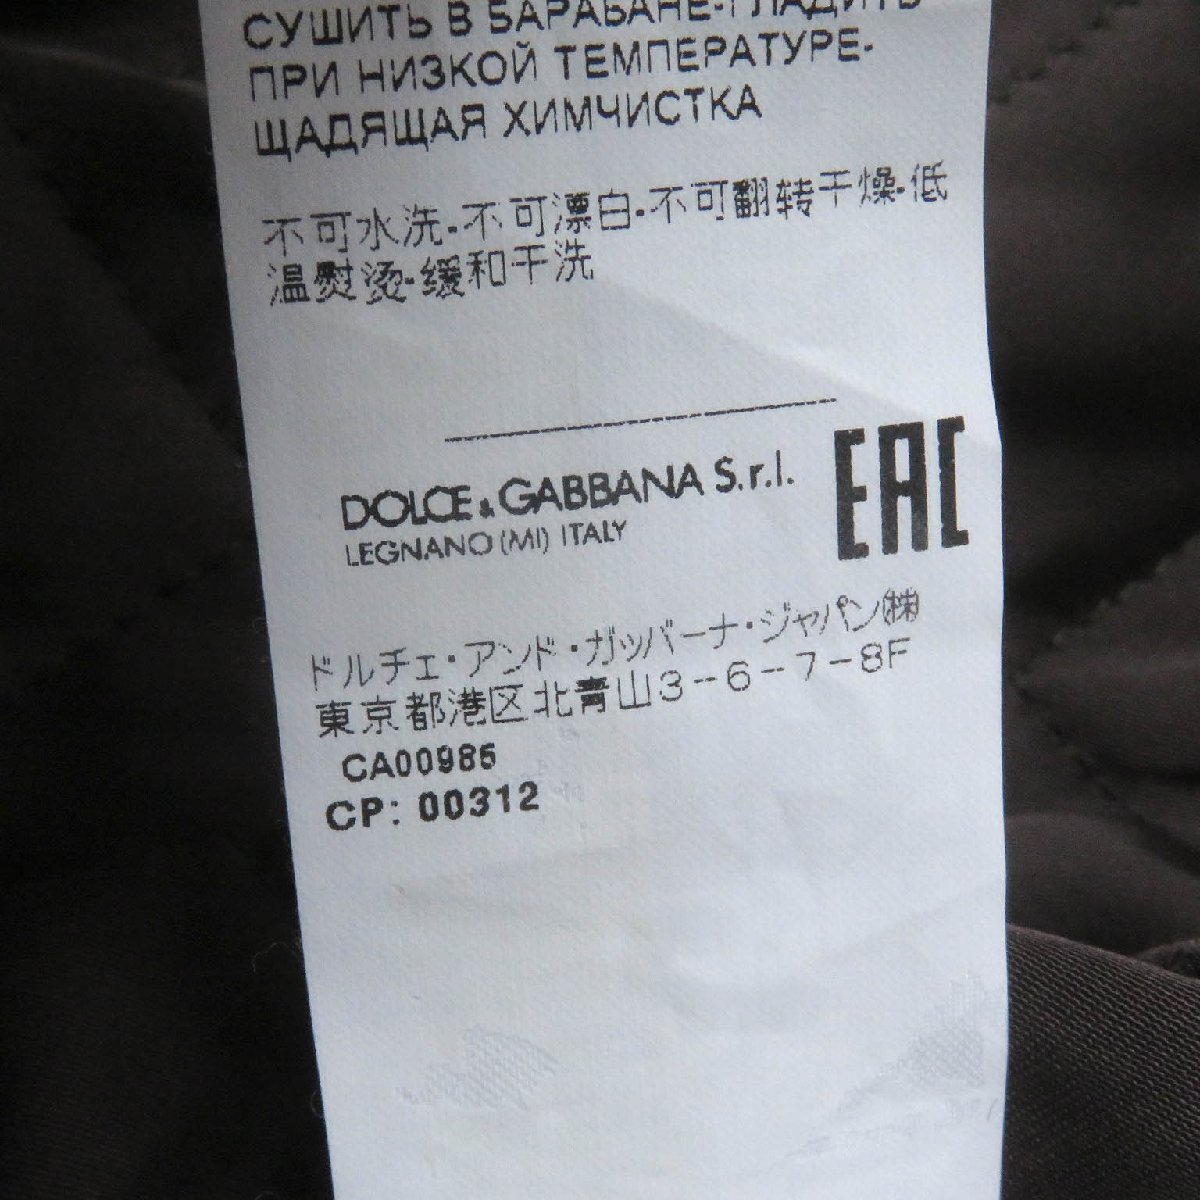 СУШИТЬ В БАРАБАНЕ-ГЛАДИТЬ
ПРИ НИЗКОЙ ТЕМПЕРАТУРЕ-
ЩАДЯЩАЯ ХИМЧИСТКА
不可水洗-不可漂白-不可翻转干燥-低
温熨烫-缓和干洗
DOLCE & GABBANA S.r.l.
LEGNANO (MI) ITALY
EAC
ドルチェ・アンド・ガッバーナ・ジャパン㈱
東京都港区北青山3-6-7-8F
CA00985
CP: 00312